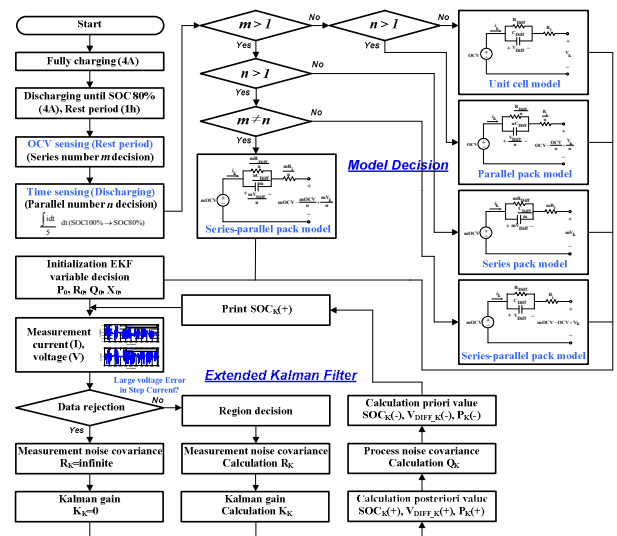 Start
Fully charging (4A)
Discharging until SOC80%
(4A), Rest period (1h)
OCV sensing (Rest period)
(Series number m decision)
Time sensing (Discharging)
(Parallel number n decision)
∫idt
5
dt (SOC100% → SOC80%)
m > 1
No
n > 1
No
Yes
Yes
n > 1
No
Yes
m ≠ n
No
Yes
Model Decision
Unit cell model
Parallel pack model
Series pack model
Series-parallel pack model
Series-parallel pack model
Initialization EKF
variable decision
P0, R0, Q0, X0,
Print SOCK(+)
Measurement
current (I),
voltage (V)
Extended Kalman Filter
Large voltage Error
in Step Current?
Data rejection
No
Yes
Region decision
Calculation priori value
SOCK(-), VDIFF_K(-), PK(-)
Measurement noise covariance
RK=infinite
Measurement noise covariance
Calculation RK
Process noise covariance
Calculation QK
Kalman gain
KK=0
Kalman gain
Calculation KK
Calculation posteriori value
SOCK(+), VDIFF_K(+), PK(+)